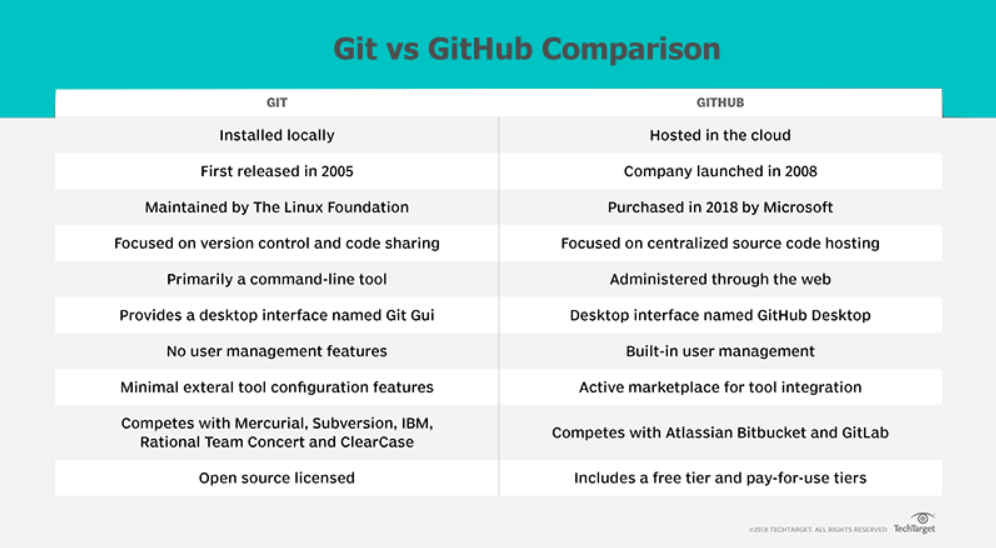 Git vs GitHub Comparison
GIT GITHUB
Installed locally Hosted in the cloud
First released in 2005 Company launched in 2008
Maintained by The Linux Foundation Purchased in 2018 by Microsoft
Focused on version control and code sharing Focused on centralized source code hosting
Primarily a command-line tool Administered through the web
Provides a desktop interface named Git Gui Desktop interface named GitHub Desktop
No user management features Built-in user management
Minimal exteral tool configuration features Active marketplace for tool integration
Competes with Mercurial, Subversion, IBM,
Rational Team Concert and ClearCase Competes with Atlassian Bitbucket and GitLab
Open source licensed Includes a free tier and pay-for-use tiers
©2018 TECHTARGET. ALL RIGHTS RESERVED TechTarget